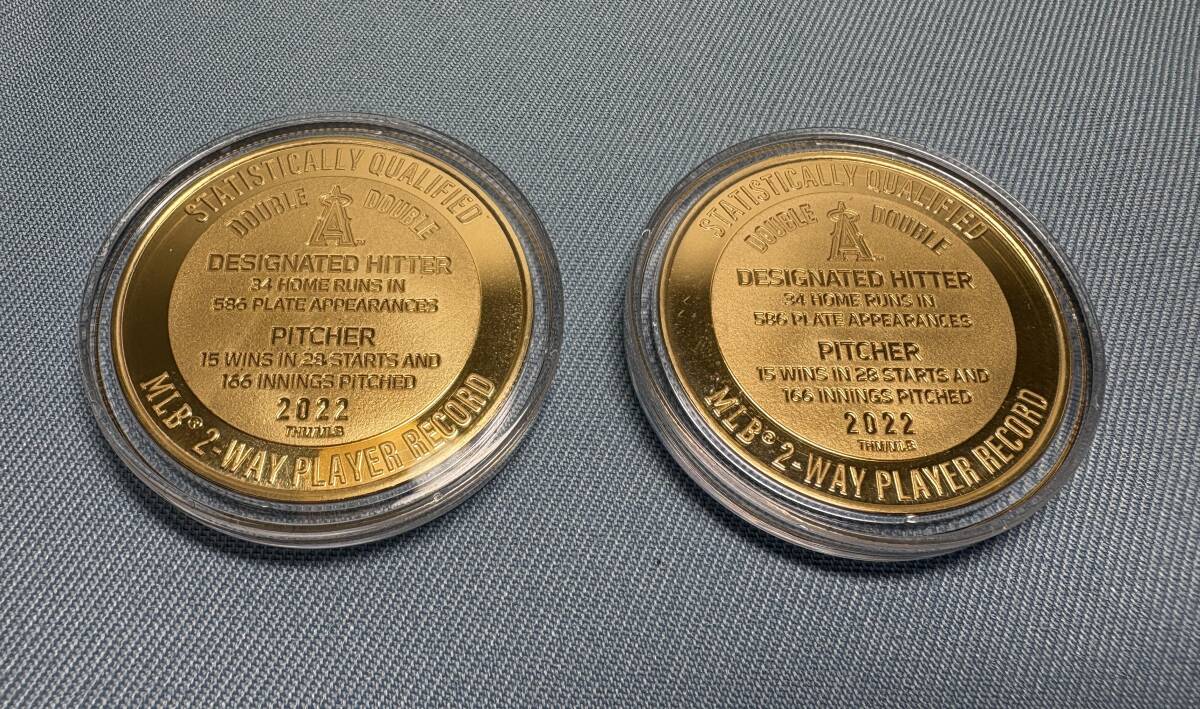 STATISTICALLY QUALIFIED
DOUBLE A DOUBLE
DESIGNATED HITTER
34 HOME RUNS IN
586 PLATE APPEARANCES
PITCHER
15 WINS IN 28 STARTS AND
166 INNINGS PITCHED
2022
MLB® 2-WAY PLAYER RECORD
STATISTICALLY QUALIFIED
DOUBLE A DOUBLE
DESIGNATED HITTER
34 HOME RUNS IN
586 PLATE APPEARANCES
PITCHER
15 WINS IN 28 STARTS AND
166 INNINGS PITCHED
2022
MLB® 2-WAY PLAYER RECORD